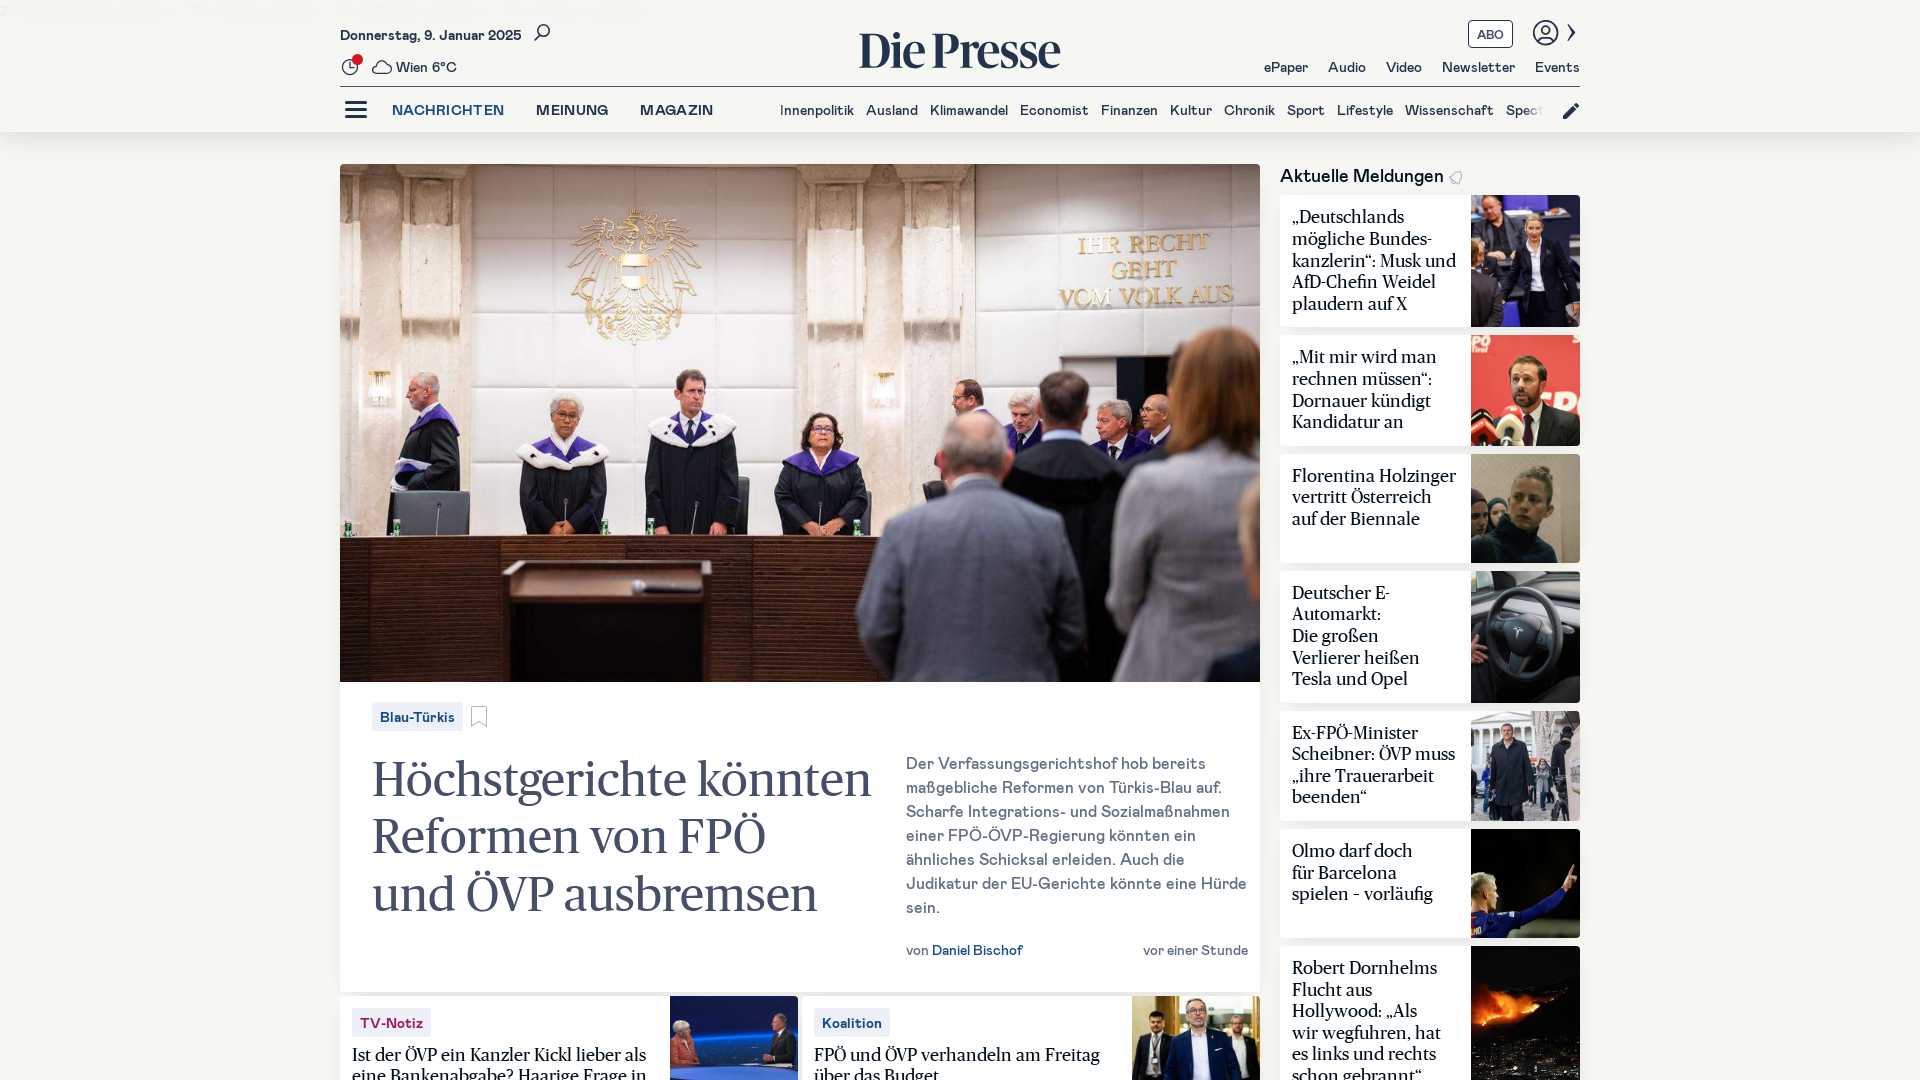 Donnerstag, 9. Januar 2025
Wien 6°C
Die Presse
ABO
ePaper Audio Video Newsletter Events
NACHRICHTEN MEINUNG MAGAZIN
Innenpolitik Ausland Klimawandel Economist Finanzen Kultur Chronik Sport Lifestyle Wissenschaft Spect
IHR RECHT
GEHT
VOM VOLK AUS
Blau-Türkis
Höchstgerichte könnten
Reformen von FPÖ
und ÖVP ausbremsen
Der Verfassungsgerichtshof hob bereits
maßgebliche Reformen von Türkis-Blau auf.
Scharfe Integrations- und Sozialmaßnahmen
einer FPÖ-ÖVP-Regierung könnten ein
ähnliches Schicksal erleiden. Auch die
Judikatur der EU-Gerichte könnte eine Hürde
sein.
von Daniel Bischof
vor einer Stunde
TV-Notiz
Ist der ÖVP ein Kanzler Kickl lieber als
eine Bankenabgabe? Haarige Frage in
Koalition
FPÖ und ÖVP verhandeln am Freitag
über das Budget
Aktuelle Meldungen
„Deutschlands
mögliche Bundes-
kanzlerin“: Musk und
AfD-Chefin Weidel
plaudern auf X
„Mit mir wird man
rechnen müssen“:
Dornauer kündigt
Kandidatur an
Florentina Holzinger
vertritt Österreich
auf der Biennale
Deutscher E-
Automarkt:
Die großen
Verlierer heißen
Tesla und Opel
Ex-FPÖ-Minister
Scheibner: ÖVP muss
„ihre Trauerarbeit
beenden“
Olmo darf doch
für Barcelona
spielen – vorläufig
Robert Dornhelms
Flucht aus
Hollywood: „Als
wir wegfuhren, hat
es links und rechts
schon gebrannt“